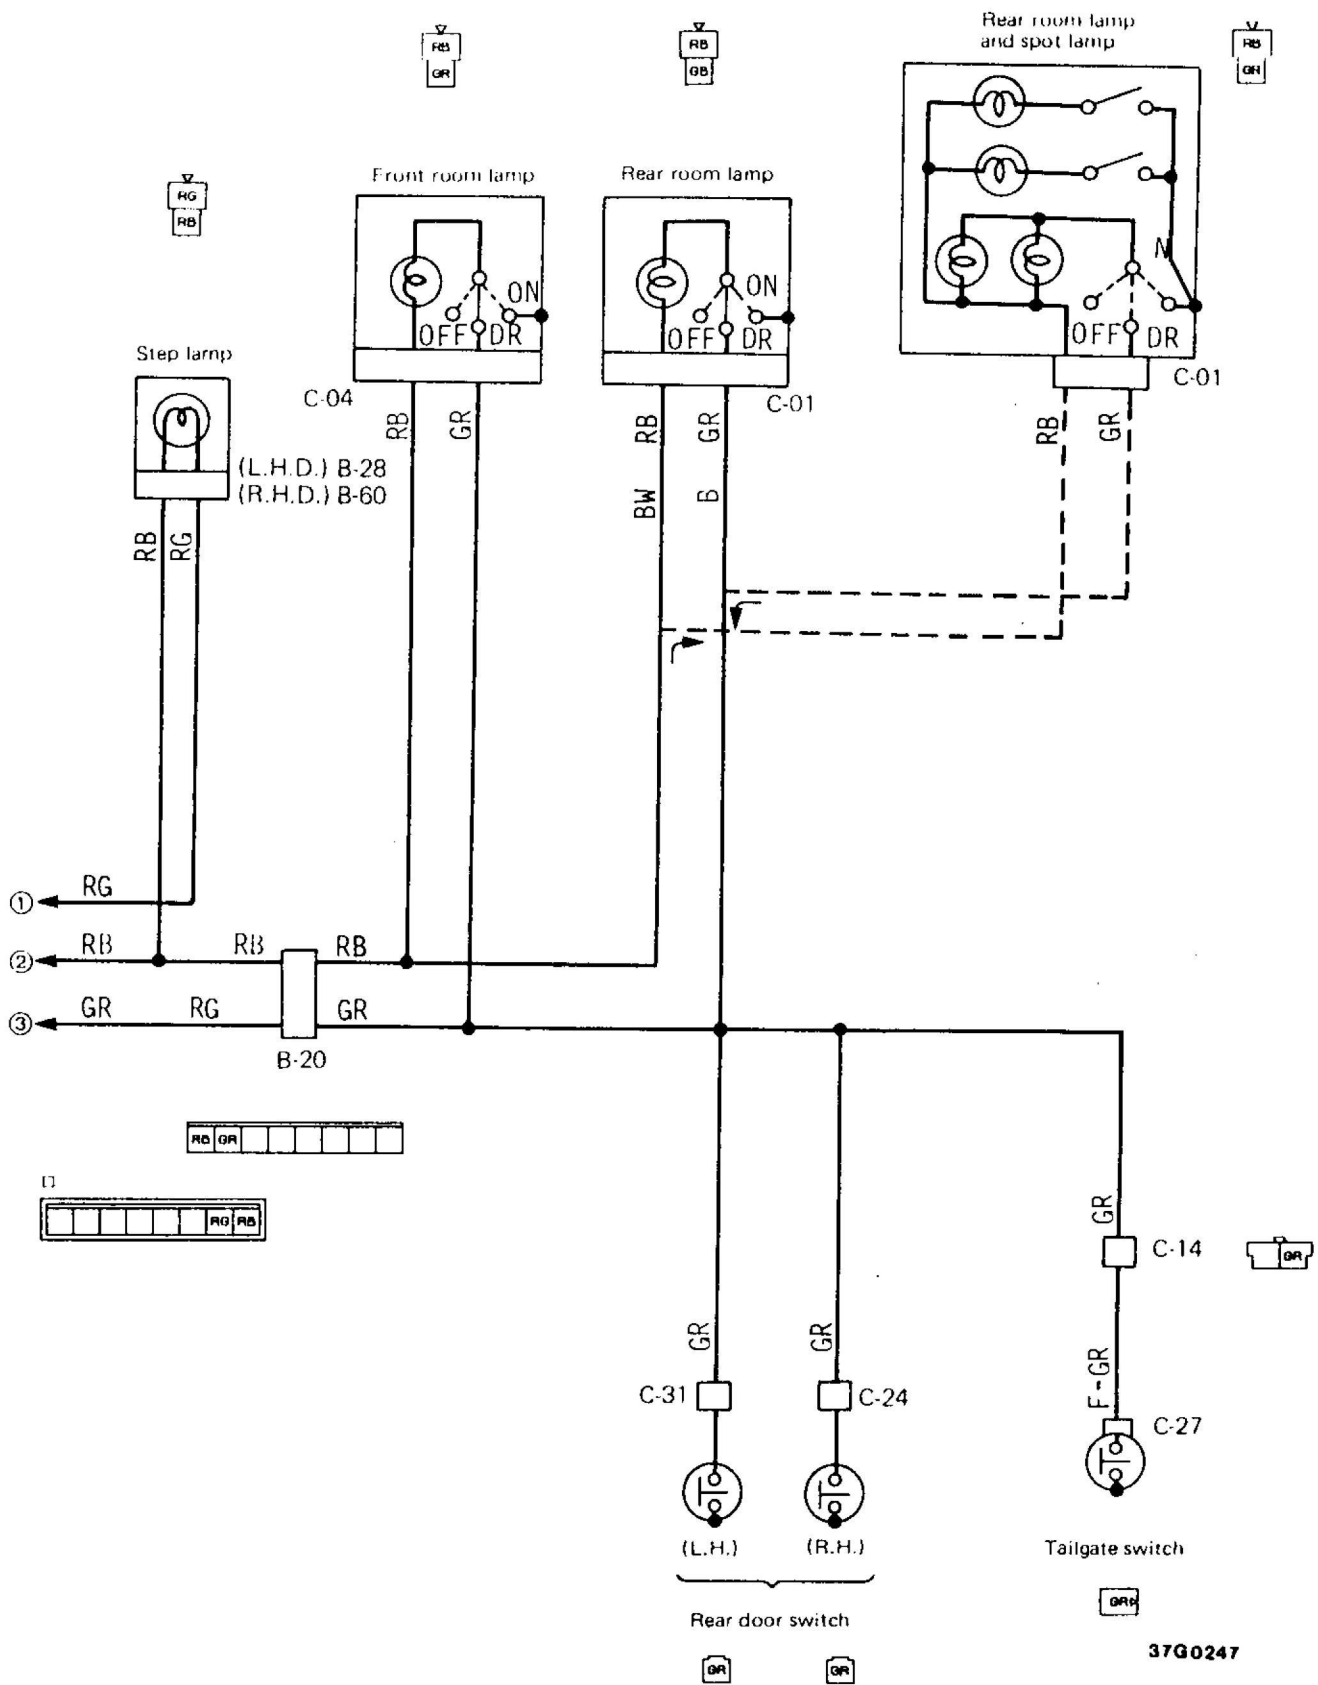 Rear room lamp
and spot lamp
RB
GR
RB
GB
RB
GR
Front room lamp
Rear room lamp
RG
RB
N
ON
OFF
DR
ON
OFF
DR
OFF
DR
Step lamp
C-04
C-01
C-01
RB
GR
RB
GR
RB
GR
(L.H.D.) B-28
(R.H.D.) B-60
BW
B
RB
RG
① RG
② RB
RB
RB
③ GR
RG
GR
B-20
RB GR
RG RB
GR
C-14
GR
GR
GR
F-GR
C-31
C-24
C-27
(L.H.)
(R.H.)
Tailgate switch
GR
Rear door switch
37G0247
GR
GR